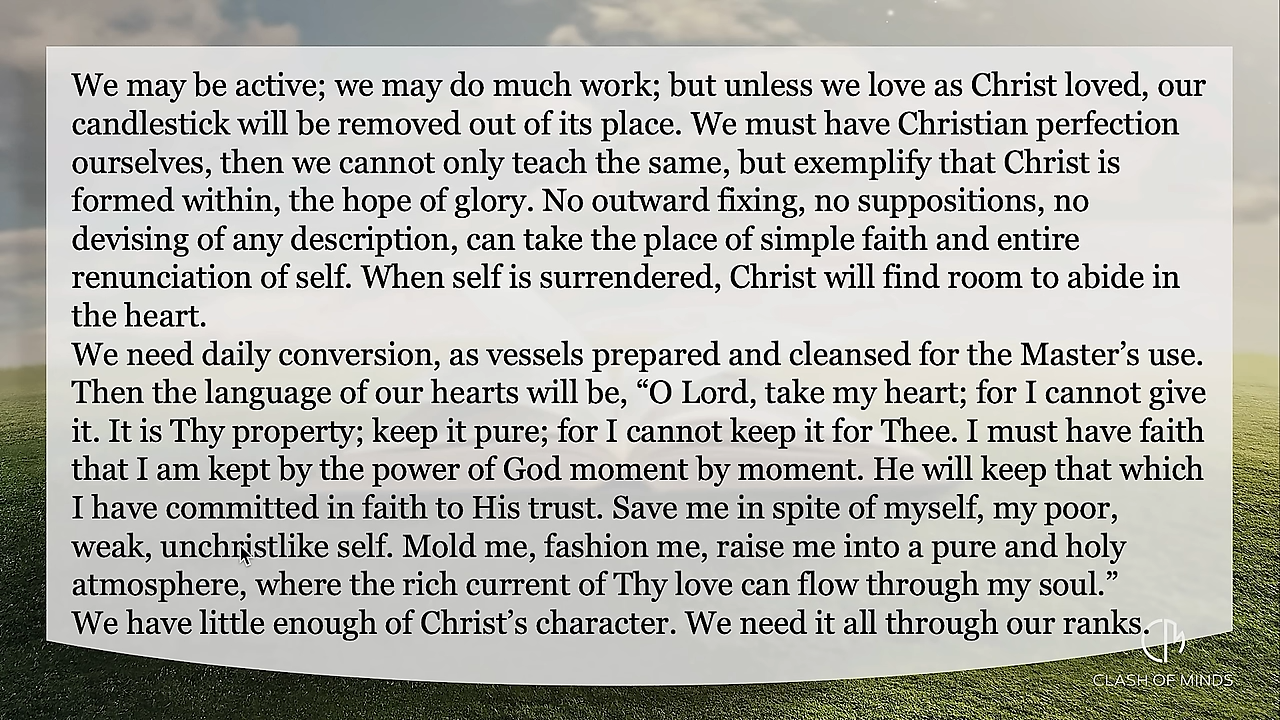 We may be active; we may do much work; but unless we love as Christ loved, our
candlestick will be removed out of its place. We must have Christian perfection
ourselves, then we cannot only teach the same, but exemplify that Christ is
formed within, the hope of glory. No outward fixing, no suppositions, no
devising of any description, can take the place of simple faith and entire
renunciation of self. When self is surrendered, Christ will find room to abide in
the heart.
We need daily conversion, as vessels prepared and cleansed for the Master’s use.
Then the language of our hearts will be, “O Lord, take my heart; for I cannot give
it. It is Thy property; keep it pure; for I cannot keep it for Thee. I must have faith
that I am kept by the power of God moment by moment. He will keep that which
I have committed in faith to His trust. Save me in spite of myself, my poor,
weak, unchristlike self. Mold me, fashion me, raise me into a pure and holy
atmosphere, where the rich current of Thy love can flow through my soul.”
We have little enough of Christ’s character. We need it all through our ranks.
CLASH OF MINDS